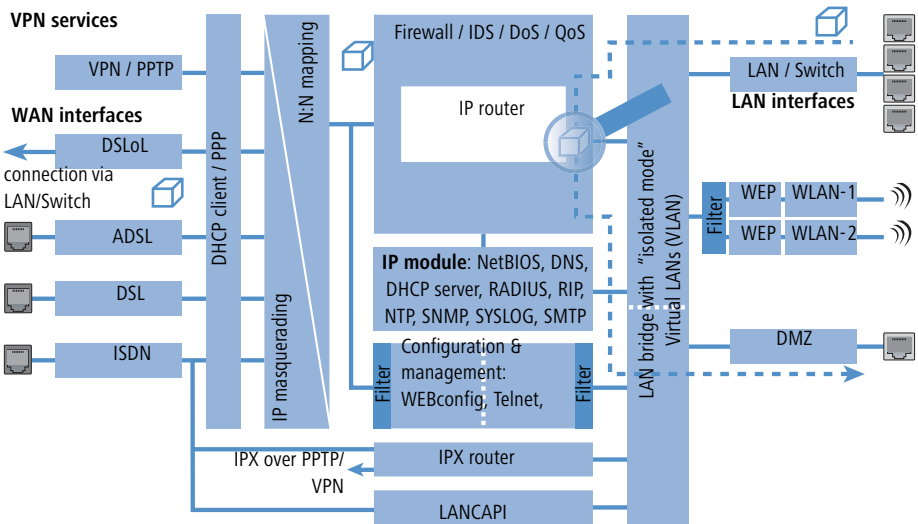 VPN services
VPN / PPTP
WAN interfaces
DSLoL
connection via
LAN/Switch
ADSL
DSL
ISDN
DHCP client / PPP
IP masquerading
N:N mapping
Firewall / IDS / DoS / QoS
IP router
IP module: NetBIOS, DNS,
DHCP server, RADIUS, RIP,
NTP, SNMP, SYSLOG, SMTP
Filter
Configuration &
management:
WEBconfig, Telnet,
Filter
IPX over PPTP/
VPN
IPX router
LANCAPI
LAN bridge with "isolated mode"
Virtual LANs (VLAN)
LAN / Switch
LAN interfaces
Filter
WEP WLAN-1
WEP WLAN-2
DMZ